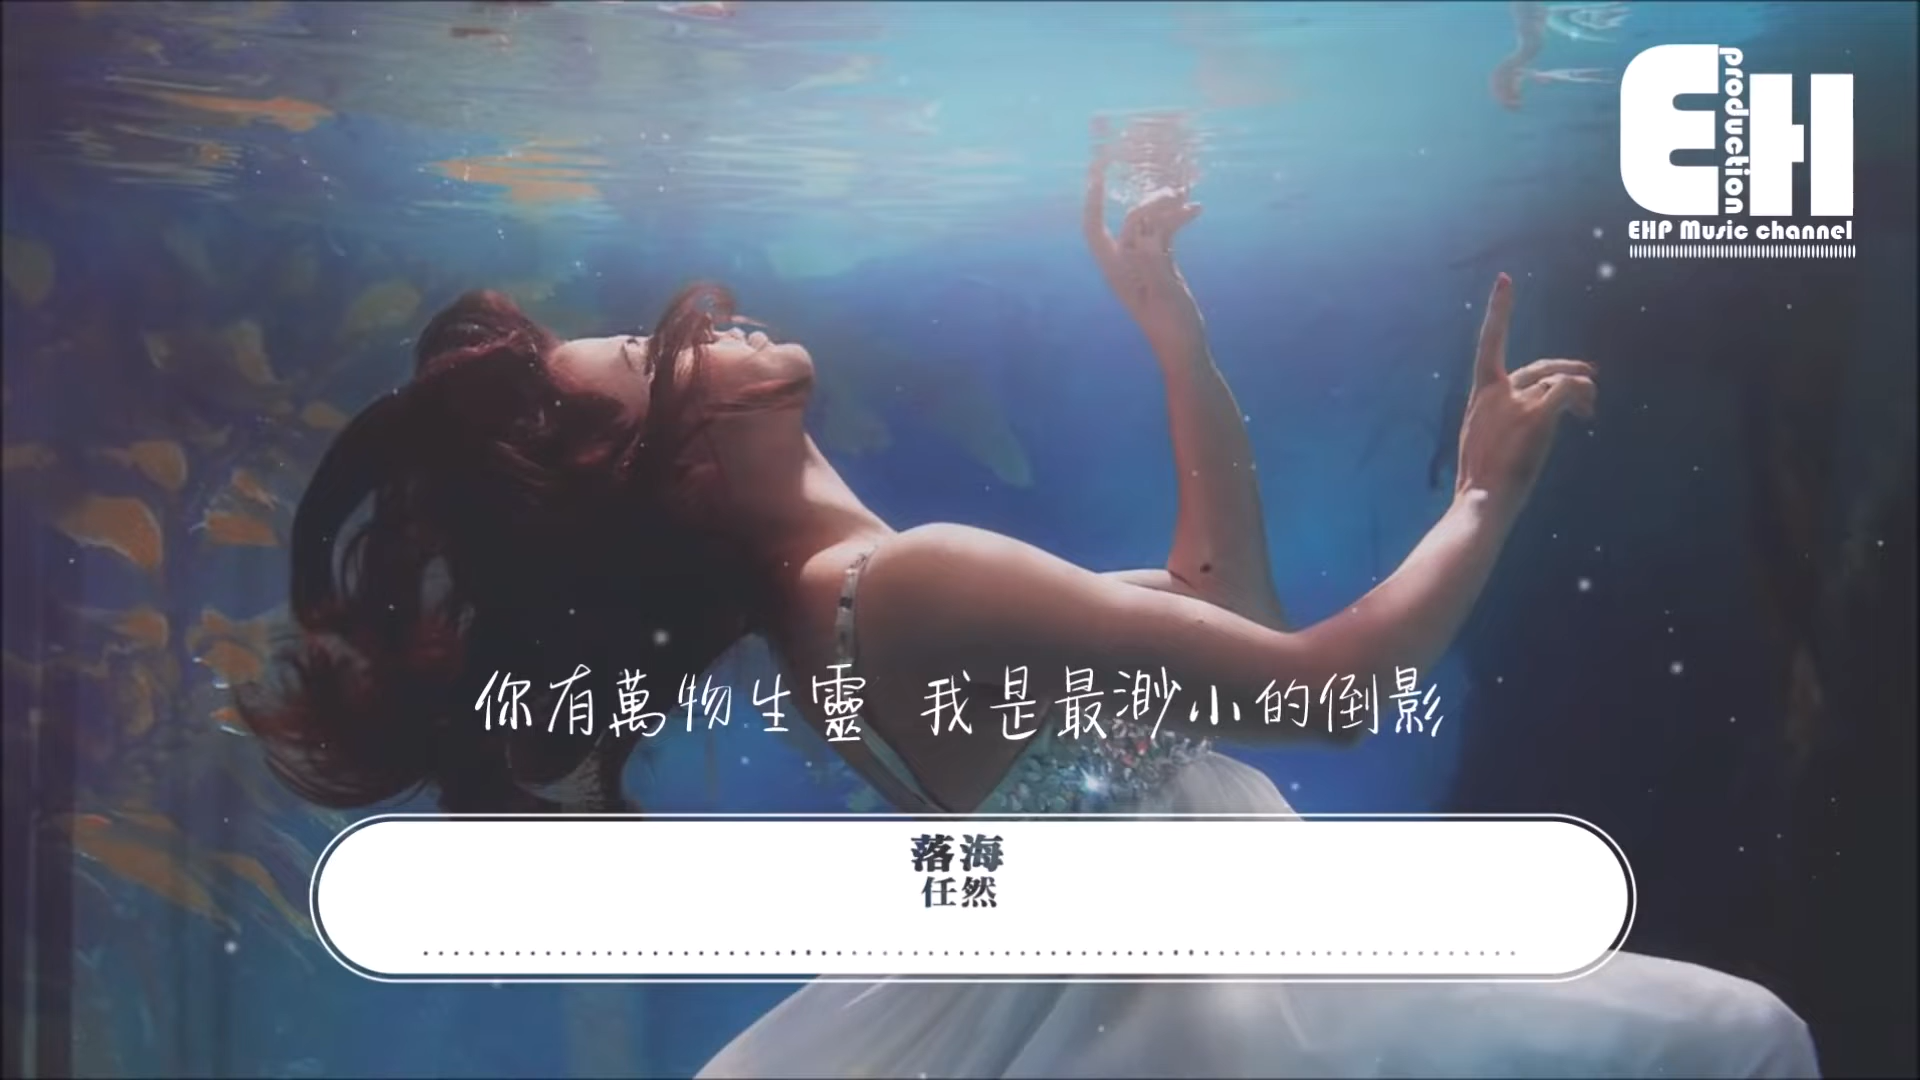 EH
production
EHP Music channel
你有萬物生靈 我是最渺小的倒影
落海
任然